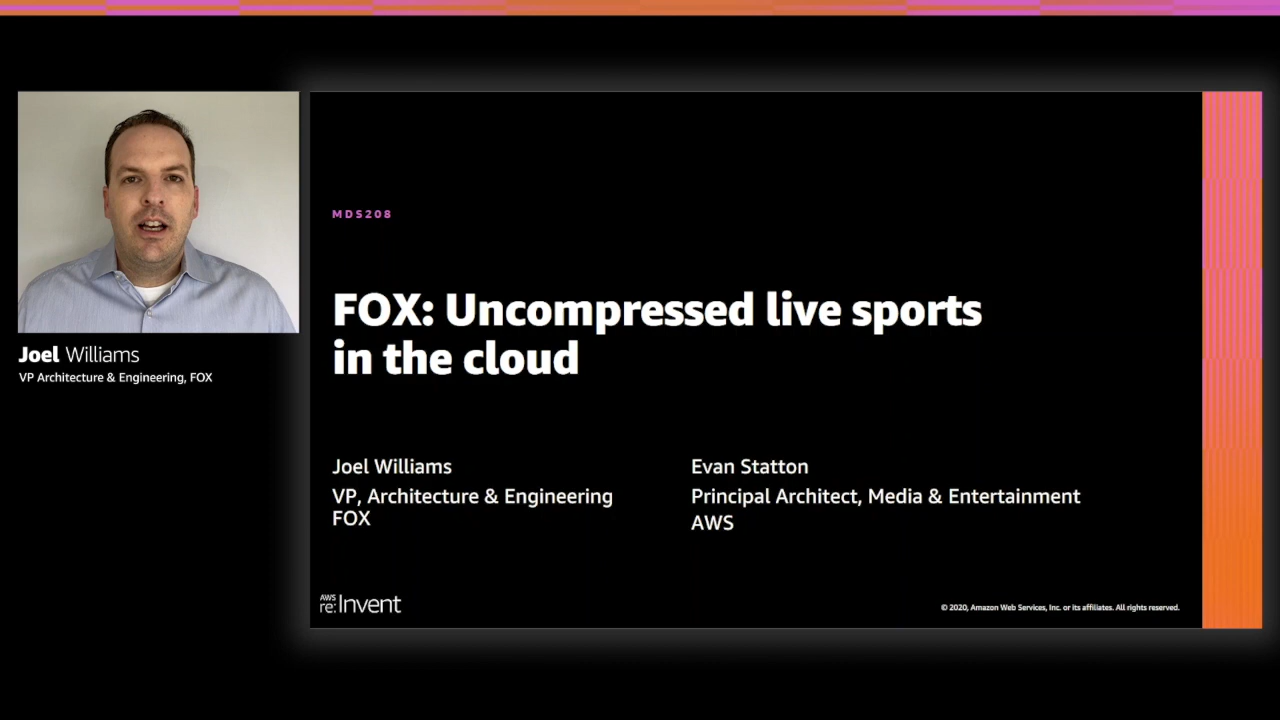 Joel Williams
VP Architecture & Engineering, FOX
MDS208
FOX: Uncompressed live sports
in the cloud
Joel Williams
VP, Architecture & Engineering
FOX
Evan Statton
Principal Architect, Media & Entertainment
AWS
AWS
re:Invent
© 2020, Amazon Web Services, Inc. or its affiliates. All rights reserved.